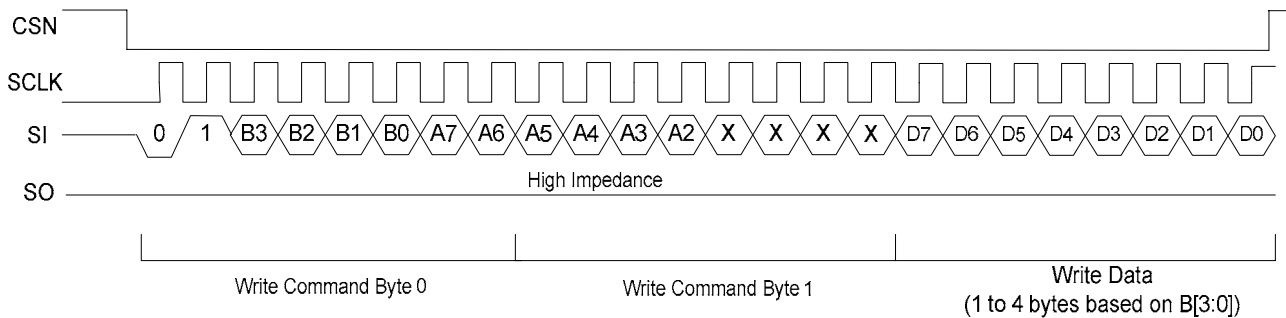 CSN
SCLK
SI 0 1 B3 B2 B1 B0 A7 A6 A5 A4 A3 A2 X X X X D7 D6 D5 D4 D3 D2 D1 D0
High Impedance
SO
Write Command Byte 0 Write Command Byte 1 Write Data
(1 to 4 bytes based on B[3:0])